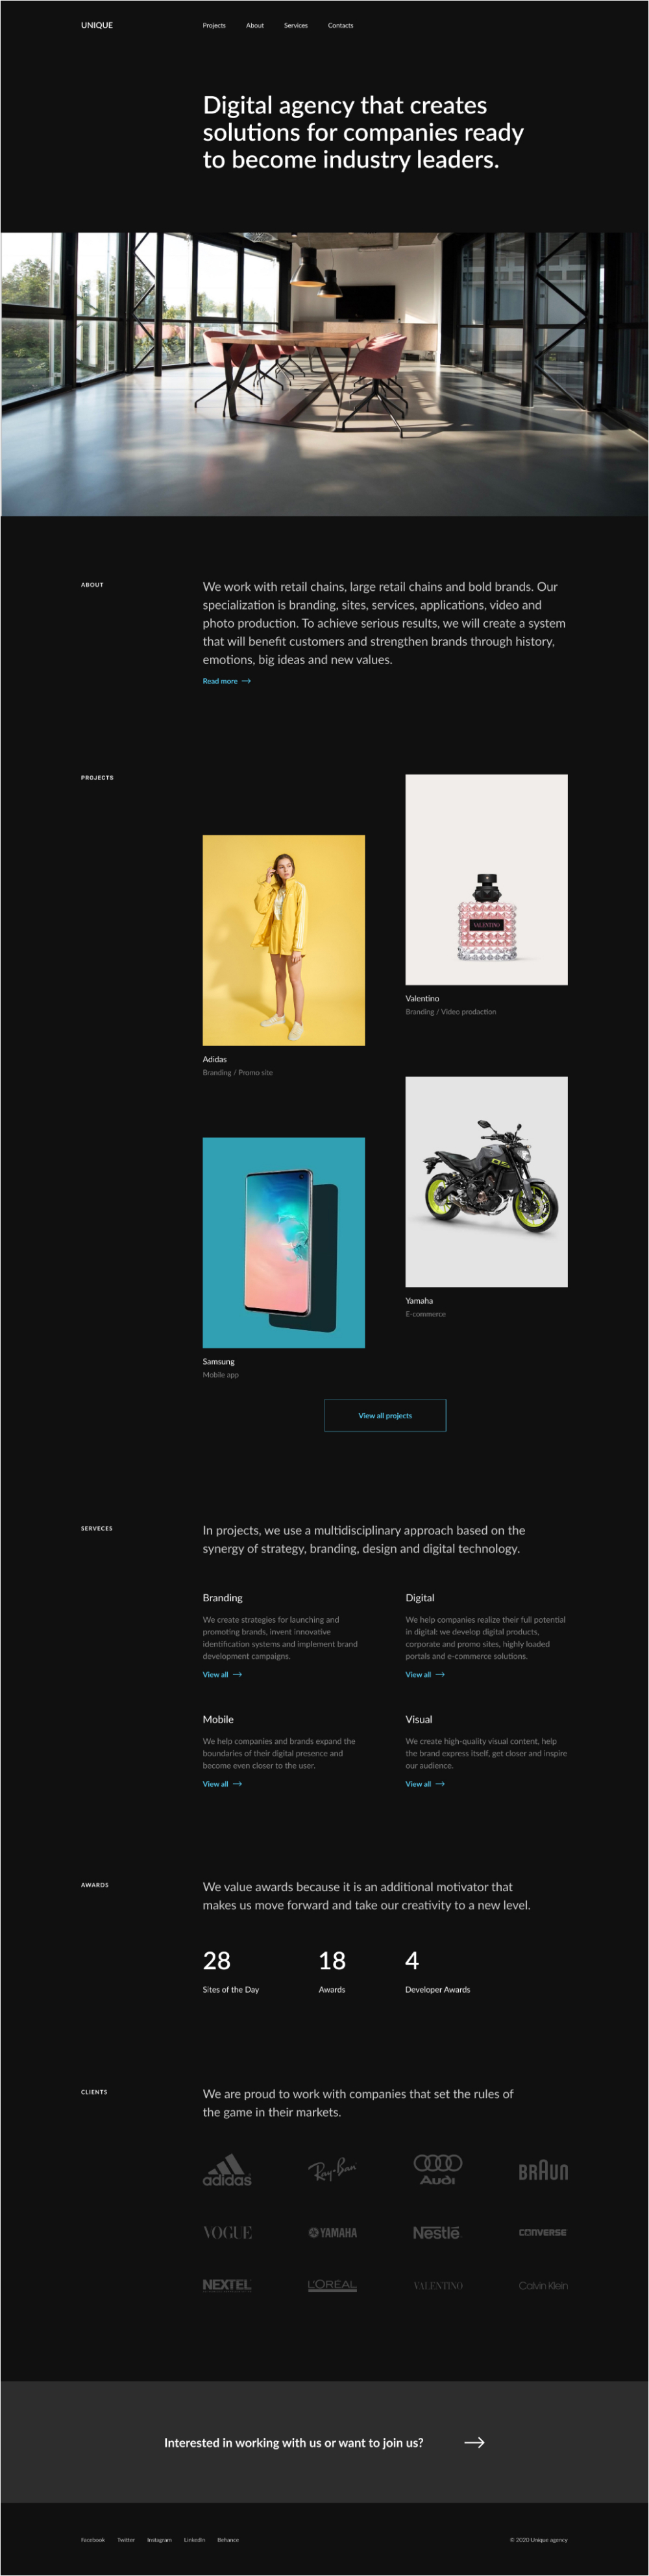 UNIQUE
Projects About Services Contacts
Digital agency that creates
solutions for companies ready
to become industry leaders.
ABOUT
We work with retail chains, large retail chains and bold brands. Our
specialization is branding, sites, services, applications, video and
photo production. To achieve serious results, we will create a system
that will benefit customers and strengthen brands through history,
emotions, big ideas and new values.
Read more
PROJECTS
VALENTINO
Valentino
Branding / Video production
Adidas
Branding / Promo site
Yamaha
E-commerce
Samsung
Mobile app
View all projects
SERVECES
In projects, we use a multidisciplinary approach based on the
synergy of strategy, branding, design and digital technology.
Branding
We create strategies for launching and
promoting brands, invent innovative
identification systems and implement brand
development campaigns.
View all
Digital
We help companies realize their full potential
in digital: we develop digital products,
corporate and promo sites, highly loaded
portals and e-commerce solutions.
View all
Mobile
We help companies and brands expand the
boundaries of their digital presence and
become even closer to the user.
View all
Visual
We create high-quality visual content, help
the brand express itself, get closer and inspire
our audience.
View all
AWARDS
We value awards because it is an additional motivator that
makes us move forward and take our creativity to a new level.
28 18 4
Sites of the Day Awards Developer Awards
CLIENTS
We are proud to work with companies that set the rules of
the game in their markets.
adidas Ray-Ban Audi BRAUN
VOGUE YAMAHA Nestlé CONVERSE
NEXTEL L'ORÉAL VALENTINO Calvin Klein
Interested in working with us or want to join us?
Facebook Twitter Instagram LinkedIn Behance
© 2020 Unique agency